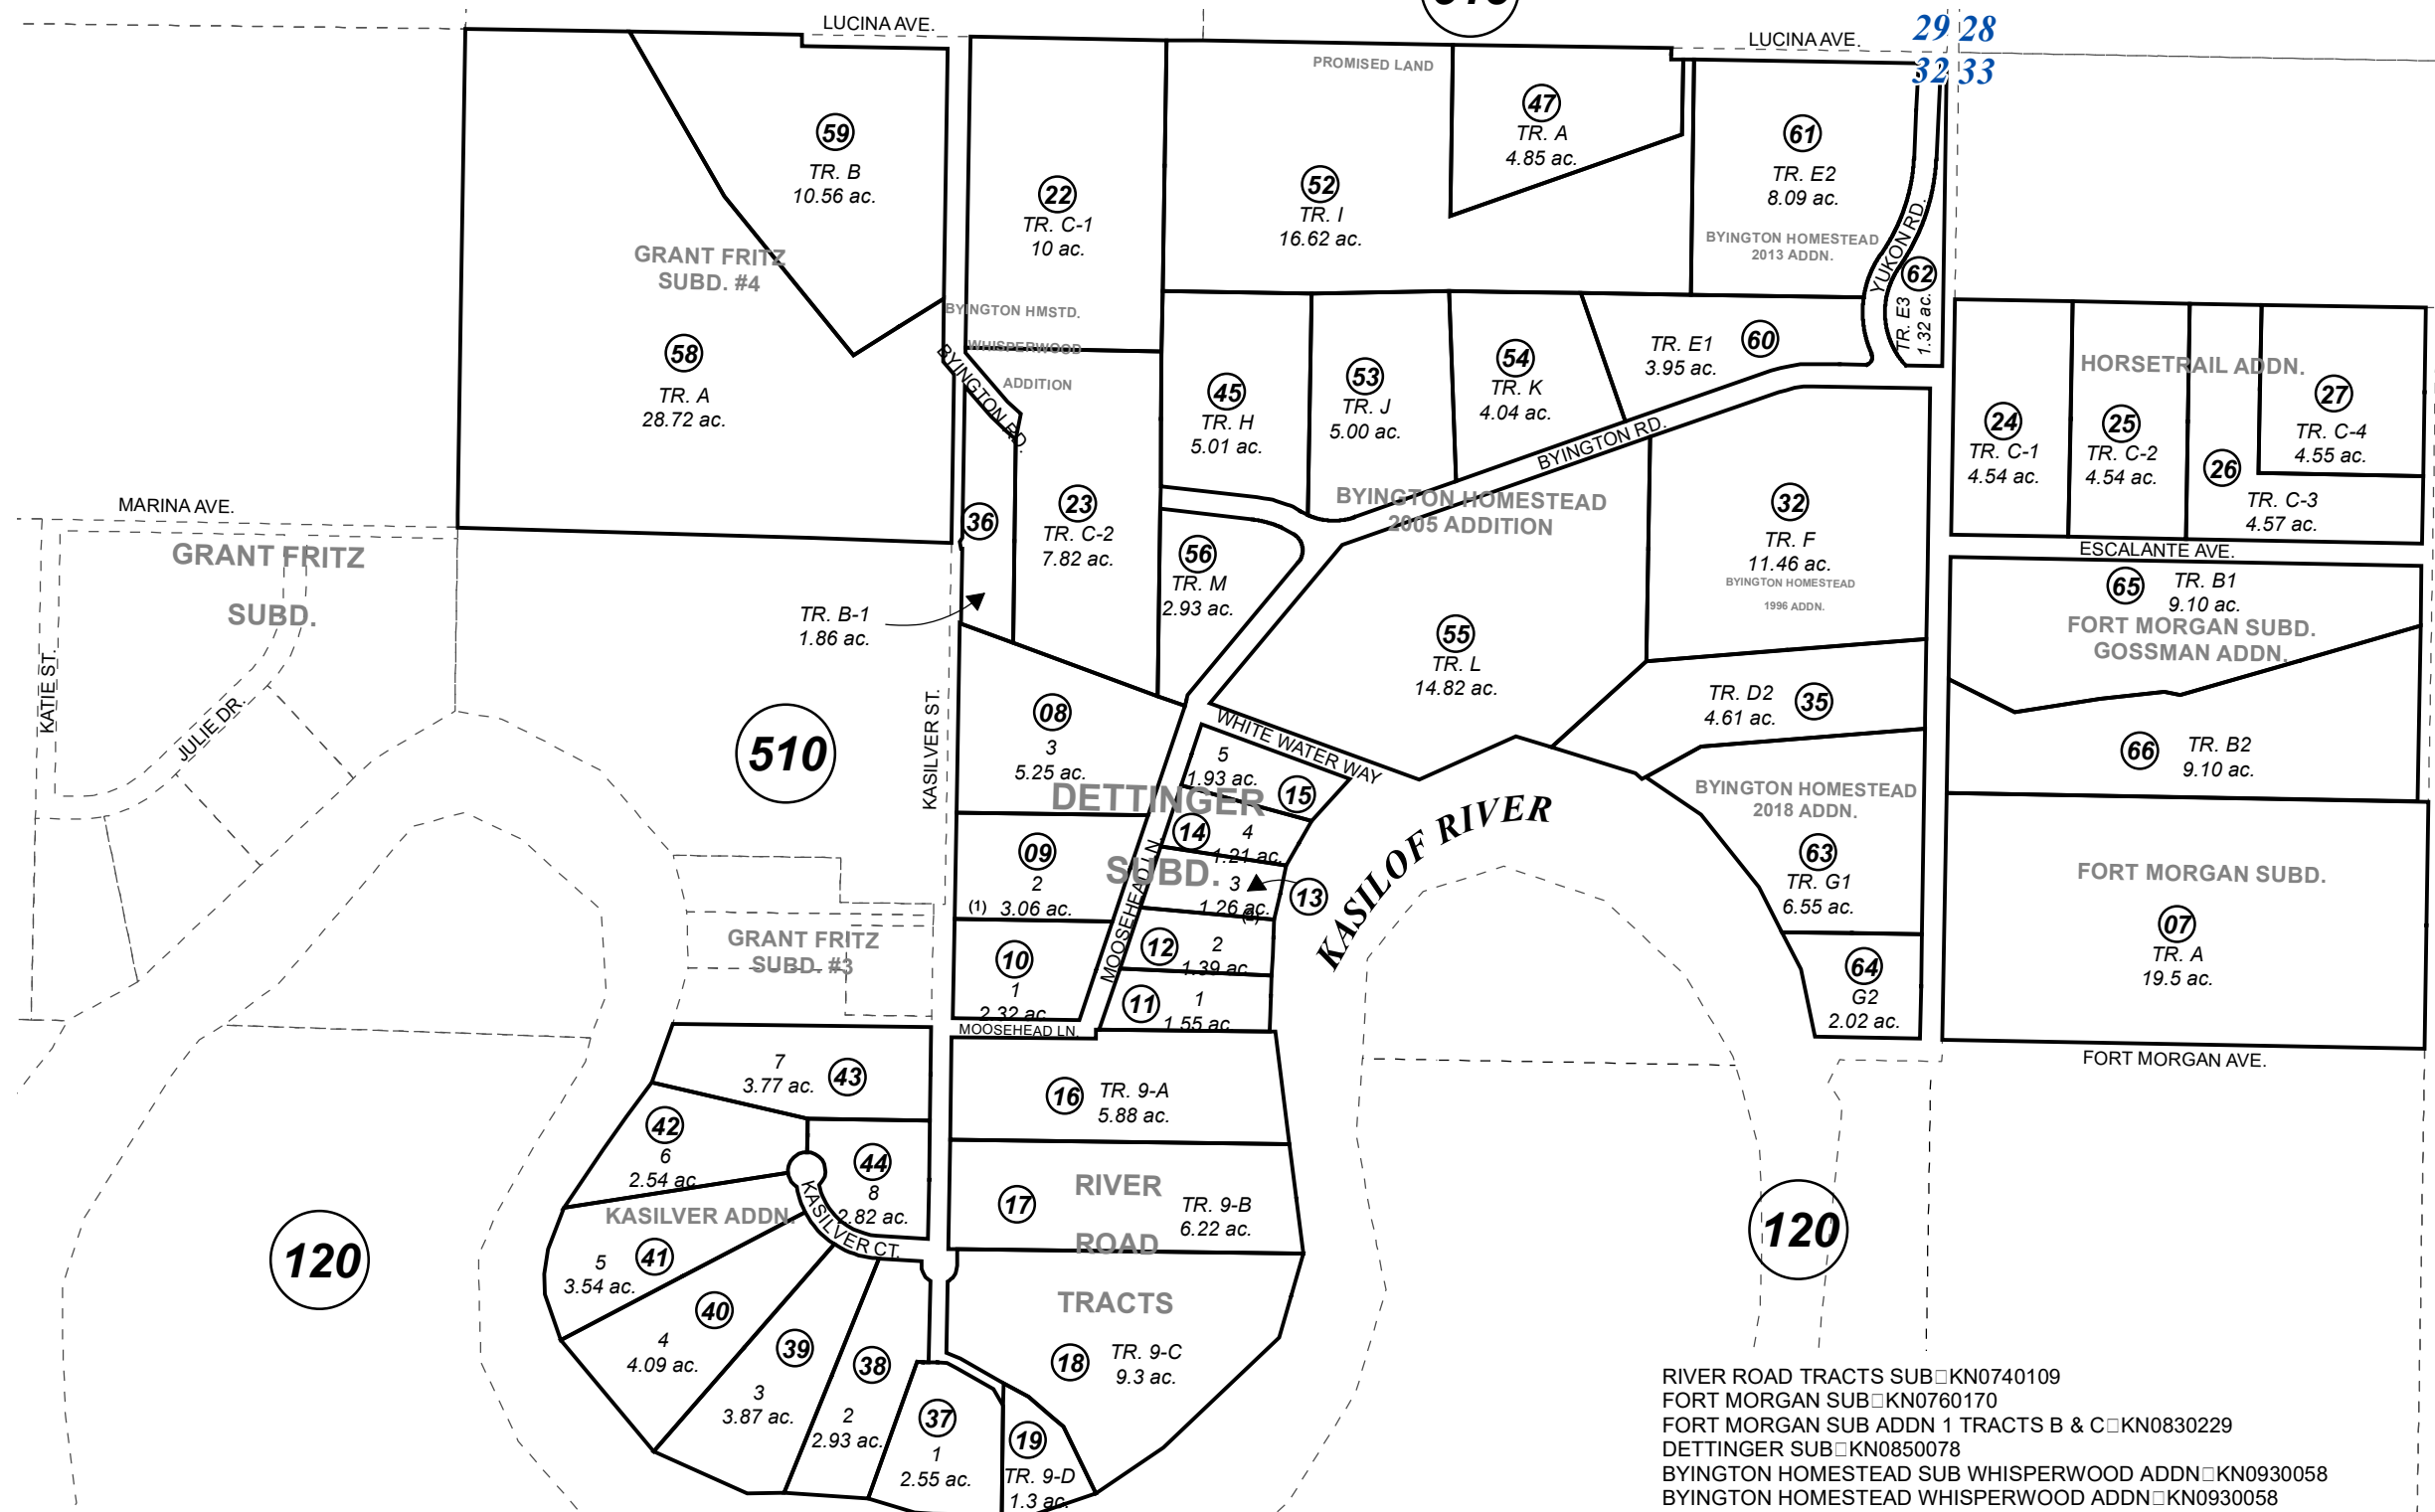 LUCINA AVE.
LUCINA AVE.
29 28
32 33
PROMISED LAND
59
TR. B
10.56 ac.
22
TR. C-1
10 ac.
52
TR. I
16.62 ac.
47
TR. A
4.85 ac.
61
TR. E2
8.09 ac.
BYINGTON HOMESTEAD
2013 ADDN.
YUKON RD.
62
TR. E3
1.32 ac.
GRANT FRITZ
SUBD. #4
58
TR. A
28.72 ac.
BYINGTON HMSTD.
WHISPERWOOD
ADDITION
BYINGTON RD.
45
TR. H
5.01 ac.
53
TR. J
5.00 ac.
54
TR. K
4.04 ac.
TR. E1
3.95 ac.
60
BYINGTON RD.
HORSETRAIL ADDN.
24
TR. C-1
4.54 ac.
25
TR. C-2
4.54 ac.
26
TR. C-3
4.57 ac.
27
TR. C-4
4.55 ac.
ESCALANTE AVE.
MARINA AVE.
GRANT FRITZ
SUBD.
KATIE ST.
JULIE DR.
36
TR. B-1
1.86 ac.
23
TR. C-2
7.82 ac.
56
TR. M
2.93 ac.
BYINGTON HOMESTEAD
2005 ADDITION
32
TR. F
11.46 ac.
BYINGTON HOMESTEAD
1996 ADDN.
55
TR. L
14.82 ac.
TR. D2
4.61 ac.
35
65
TR. B1
9.10 ac.
FORT MORGAN SUBD.
GOSSMAN ADDN.
66
TR. B2
9.10 ac.
510
KASILVER ST.
08
3
5.25 ac.
WHITE WATER WAY
5
1.93 ac.
15
DETTINGER
SUBD.
14
4
1.21 ac.
09
2
(1) 3.06 ac.
MOOSEHEAD LN.
3
1.26 ac.
13
12
2
1.39 ac.
10
1
2.32 ac.
11
1
1.55 ac.
MOOSEHEAD LN.
KASILOF RIVER
BYINGTON HOMESTEAD
2018 ADDN.
63
TR. G1
6.55 ac.
64
G2
2.02 ac.
FORT MORGAN SUBD.
07
TR. A
19.5 ac.
FORT MORGAN AVE.
GRANT FRITZ
SUBD. #3
7
3.77 ac.
43
42
6
2.54 ac.
44
8
2.82 ac.
KASILVER ADDN.
KASILVER CT.
5
3.54 ac.
41
40
4
4.09 ac.
39
3
3.87 ac.
38
2
2.93 ac.
37
1
2.55 ac.
16
TR. 9-A
5.88 ac.
17
TR. 9-B
6.22 ac.
RIVER
ROAD
TRACTS
18
TR. 9-C
9.3 ac.
19
TR. 9-D
1.3 ac.
120
120
RIVER ROAD TRACTS SUB□KN0740109
FORT MORGAN SUB□KN0760170
FORT MORGAN SUB ADDN 1 TRACTS B & C□KN0830229
DETTINGER SUB□KN0850078
BYINGTON HOMESTEAD SUB WHISPERWOOD ADDN□KN0930058
BYINGTON HOMESTEAD WHISPERWOOD ADDN□KN0930058